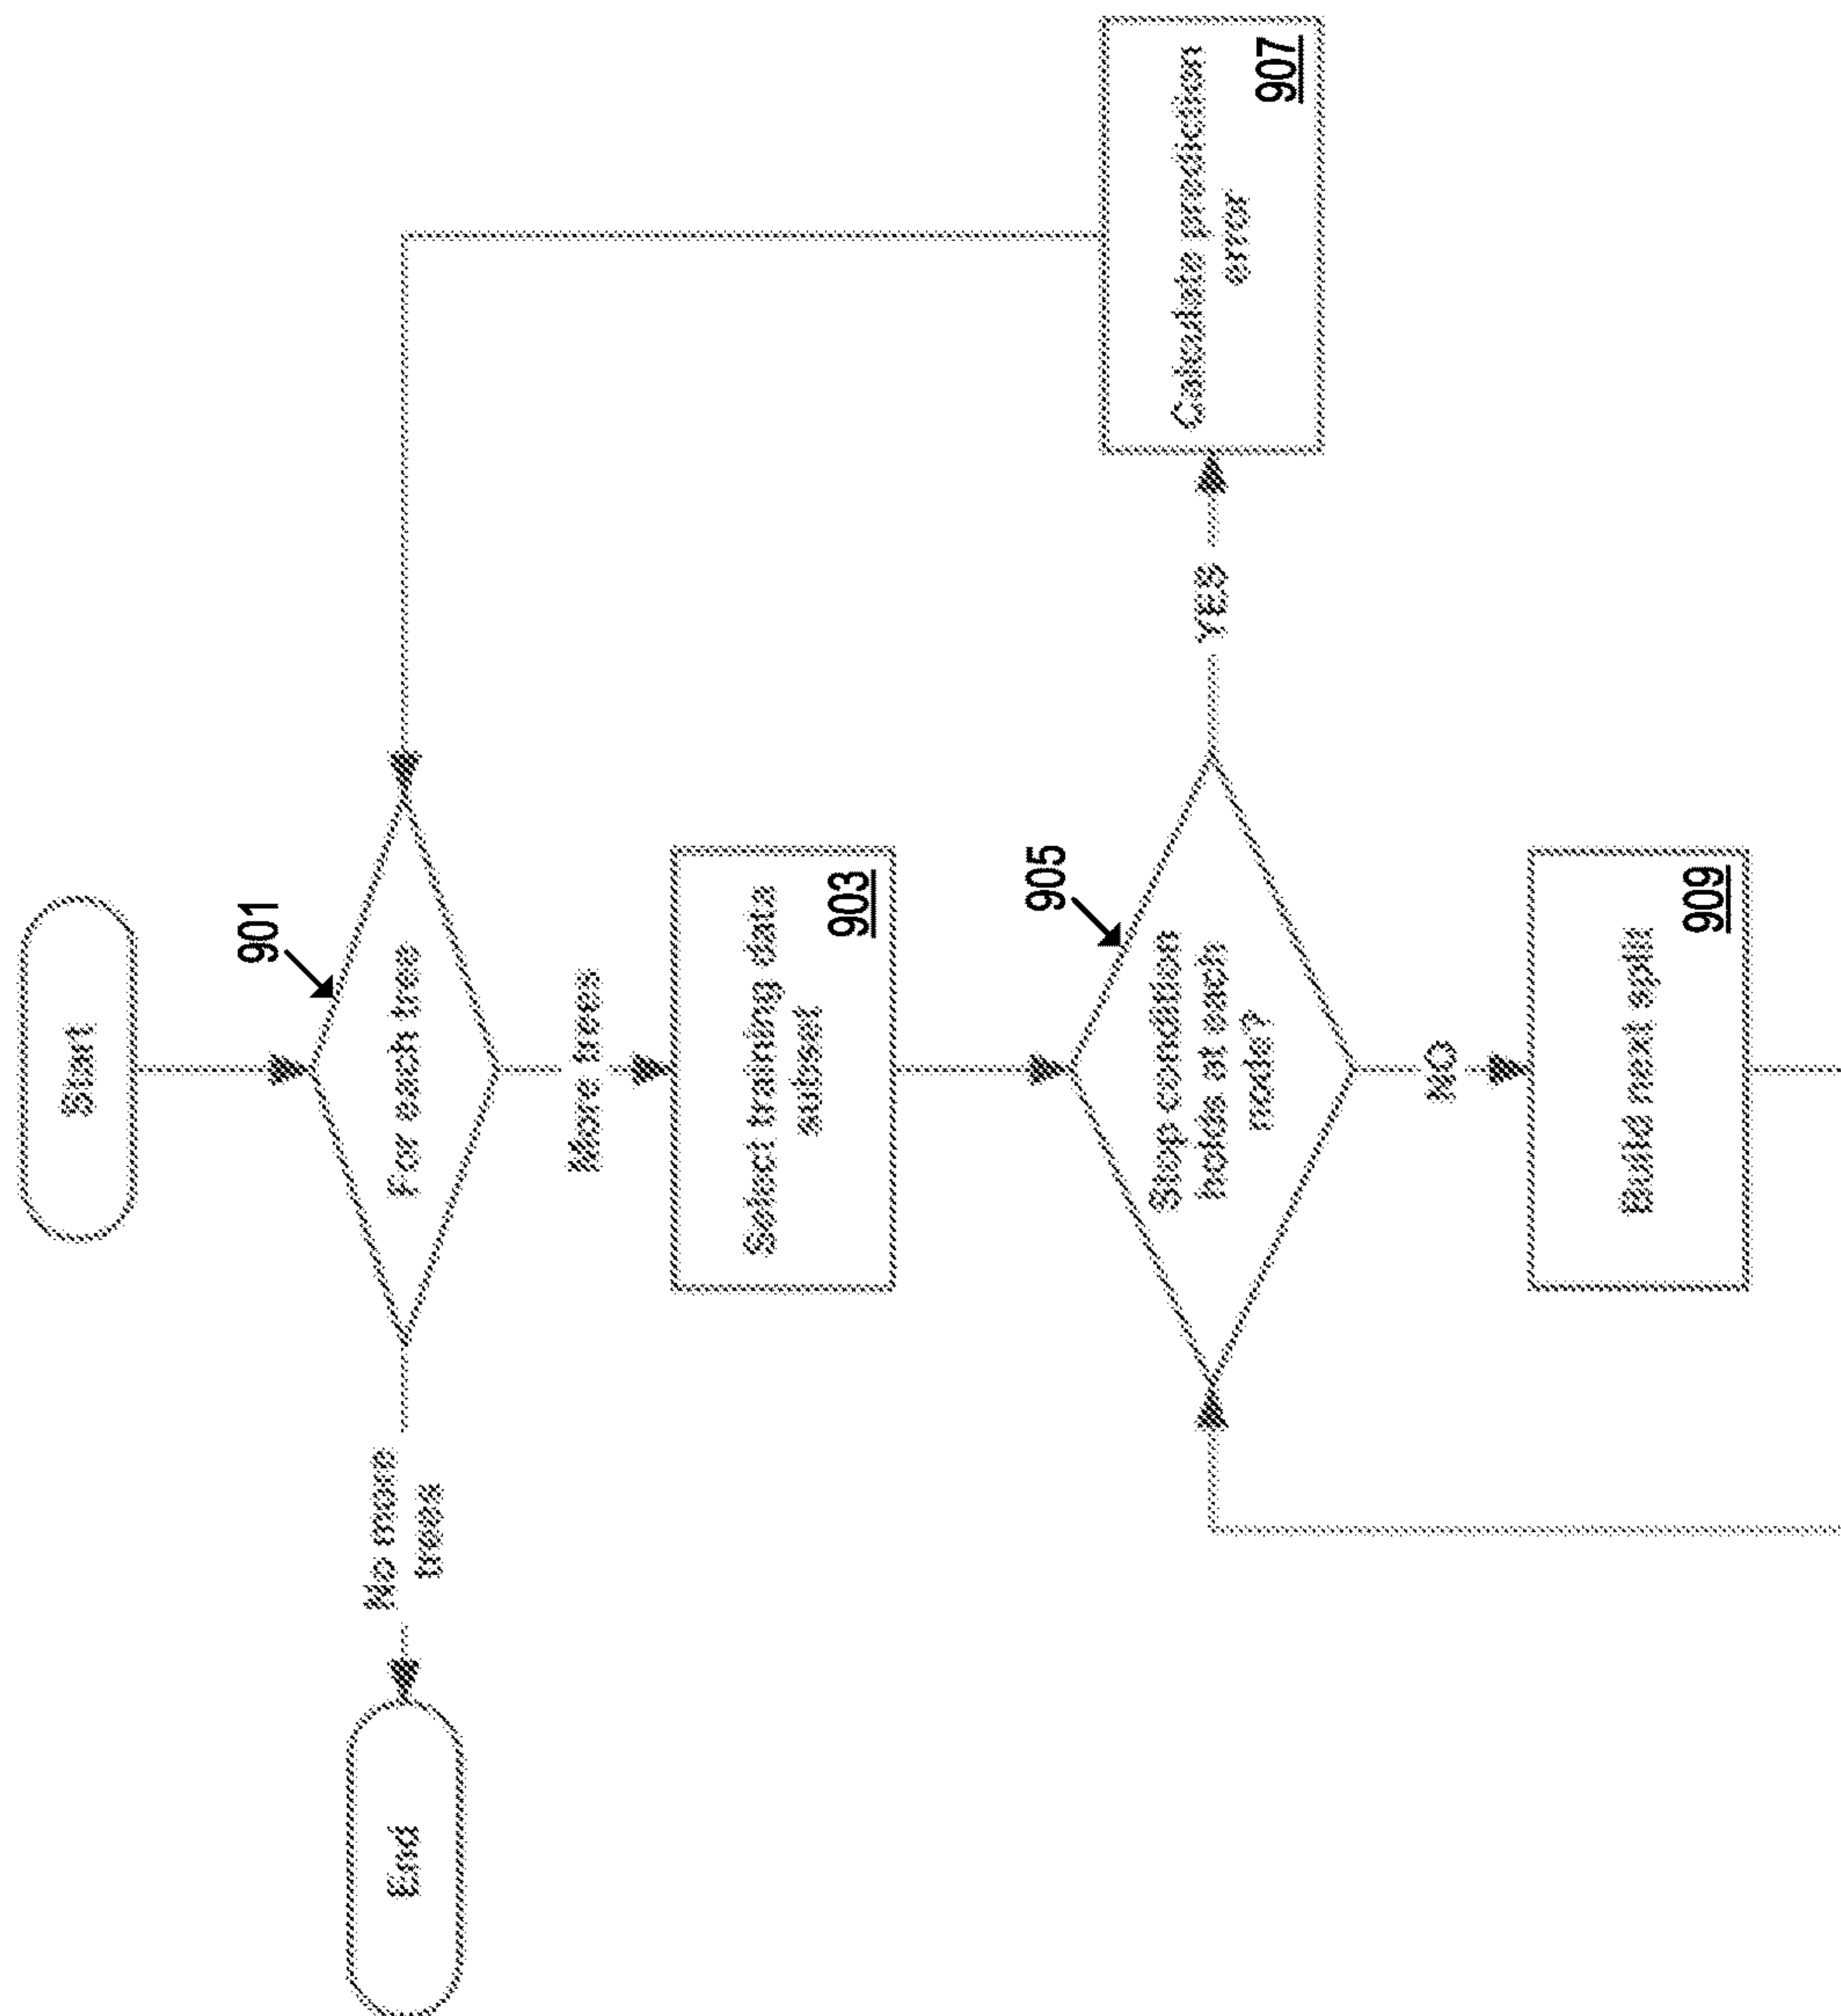 Start
901
For each tree
No more
trees
End
More trees
Select training data
subset
903
905
Stop condition
holds at each
node?
YES
Calculate prediction
error
907
NO
Build next split
909